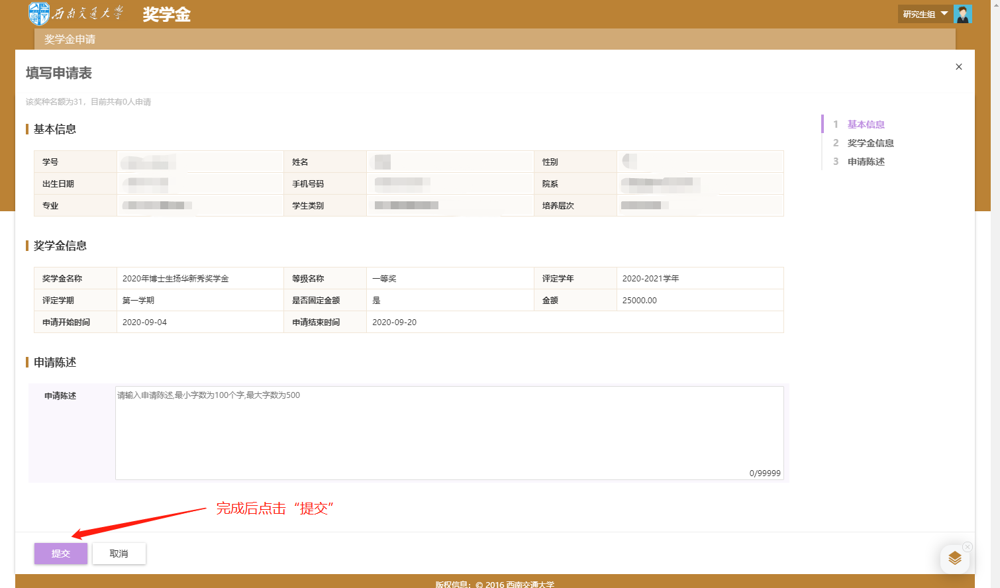 西南交通大学 奖学金 研究生组
奖学金申请
填写申请表
该奖种名额为31，目前共有0人申请
基本信息
学号 姓名 性别
出生日期 手机号码 院系
专业 学生类别 培养层次
1 基本信息
2 奖学金信息
3 申请陈述
奖学金信息
奖学金名称 2020年博士生扬华新秀奖学金 等级名称 一等奖 评定学年 2020-2021学年
评定学期 第一学期 是否固定金额 是 金额 25000.00
申请开始时间 2020-09-04 申请结束时间 2020-09-20
申请陈述
申请陈述 请输入申请陈述,最小字数为100个字,最大字数为500
0/99999
完成后点击“提交”
提交 取消
版权信息：© 2016 西南交通大学